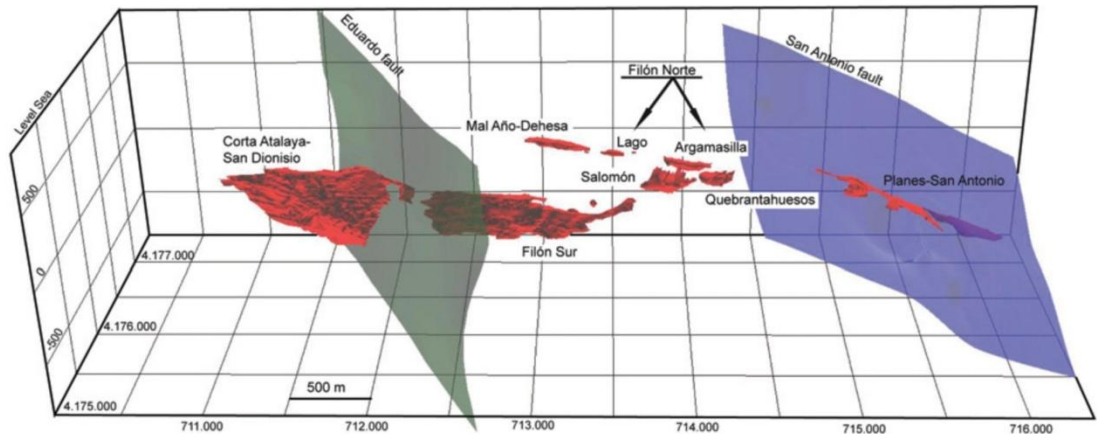 Eduardo fault
San Antonio fault
Level Sea
Filón Norte
Mal Año-Dehesa
Lago
Argamasilla
Corta Atalaya-
San Dionisio
Salomón
Planes-San Antonio
Quebrantahuesos
Filón Sur
500
0
-500
4.177.000
4.176.000
4.175.000
500 m
711.000
712.000
713.000
714.000
715.000
716.000